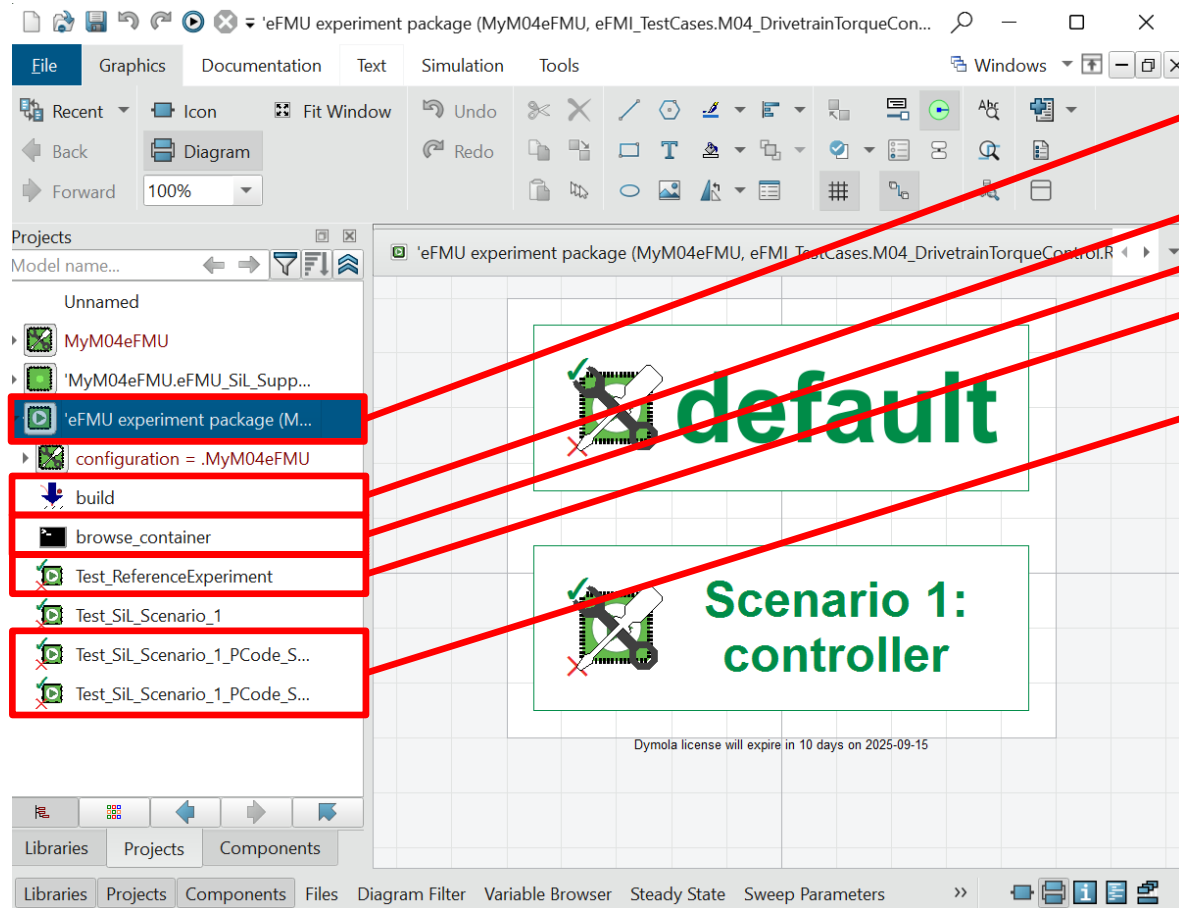 'eFMU experiment package (MyM04eFMU, eFMI_TestCases.M04_DrivetrainTorqueCon...
File Graphics Documentation Text Simulation Tools Windows
Recent Icon Fit Window Undo
Back Diagram Redo
Forward 100%
Abc
Projects
Model name...
'eFMU experiment package (MyM04eFMU, eFMI_TestCases.M04_DrivetrainTorqueControl.R
Unnamed
MyM04eFMU
'MyM04eFMU.eFMU_SiL_Supp...
'eFMU experiment package (M...
configuration = .MyM04eFMU
build
browse_container
Test_ReferenceExperiment
Test_SiL_Scenario_1
Test_SiL_Scenario_1_PCode_S...
Test_SiL_Scenario_1_PCode_S...
default
Scenario 1:
controller
Dymola license will expire in 10 days on 2025-09-15
Libraries Projects Components
Libraries Projects Components Files Diagram Filter Variable Browser Steady State Sweep Parameters